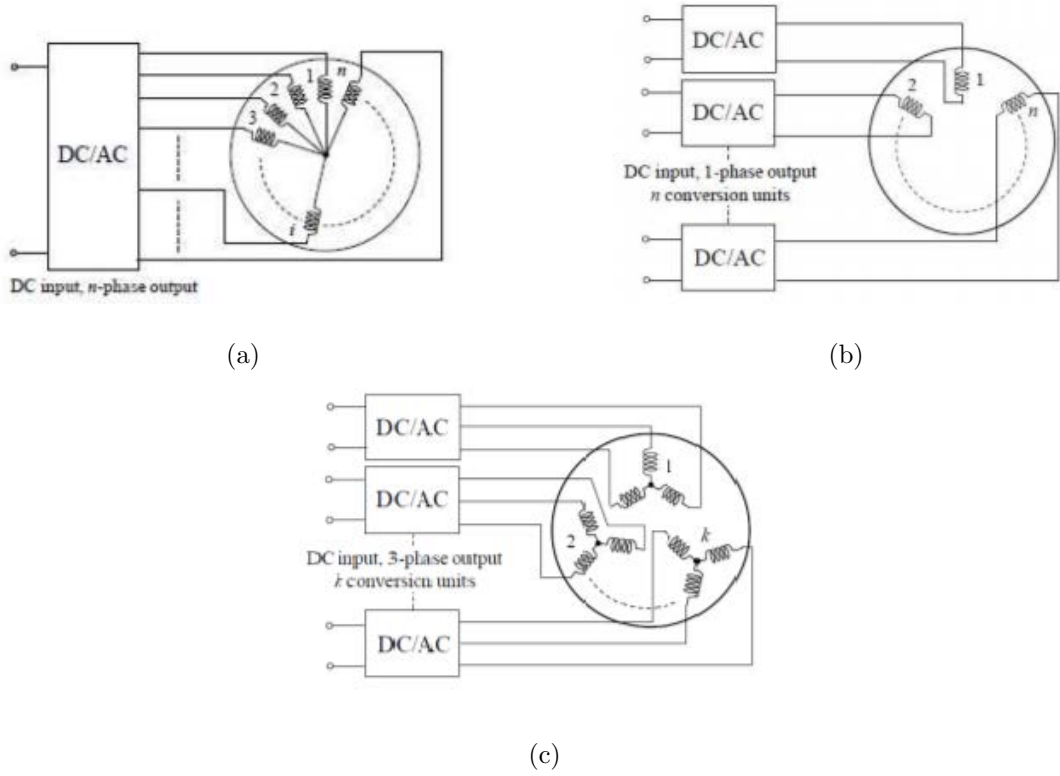 1
n
2
3
DC/AC
i
DC input, n-phase output
(a)
DC/AC
1
2
n
DC/AC
DC input, 1-phase output
n conversion units
DC/AC
(b)
DC/AC
1
DC/AC
2
k
DC input, 3-phase output
k conversion units
DC/AC
(c)